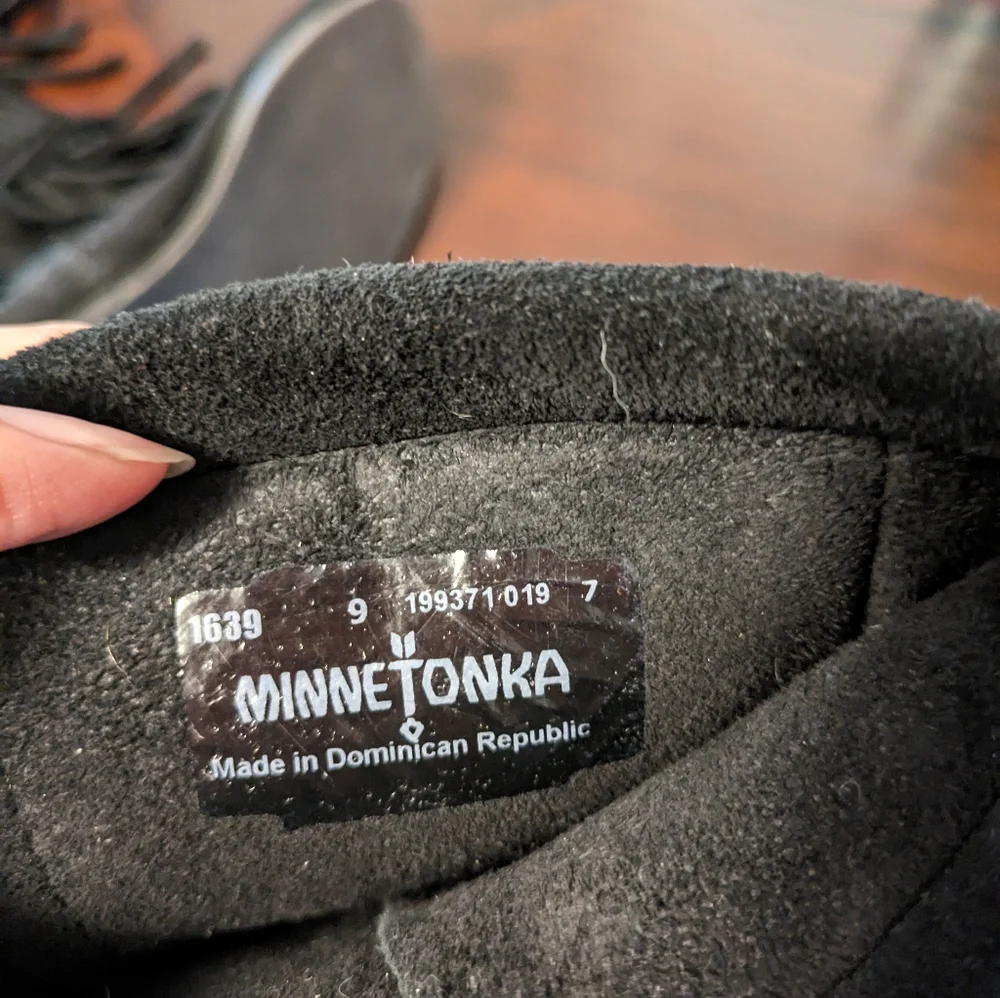 1639 9 199371 019 7
MINNETONKA
Made in Dominican Republic